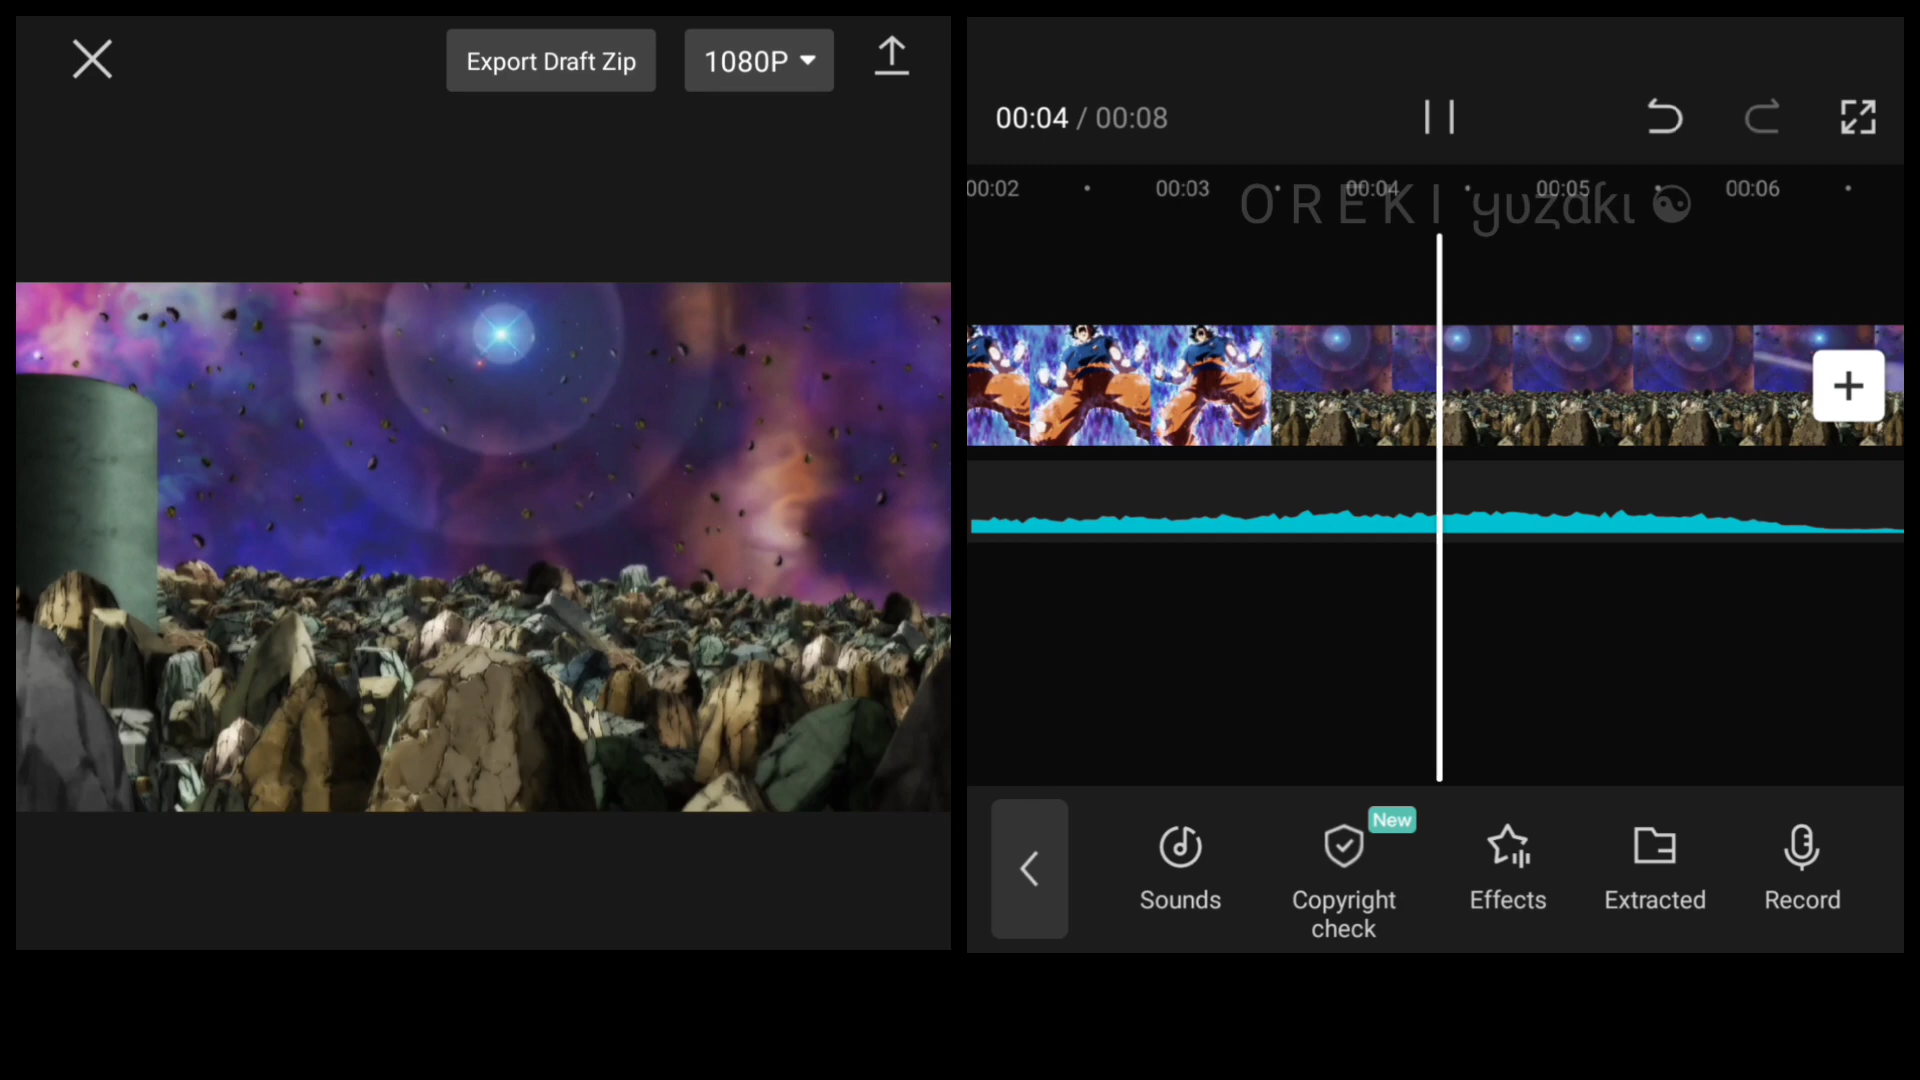 Export Draft Zip
1080P
00:04 / 00:08
00:02 00:03 00:04 00:05 00:06
OREKI yuzaki
New
Sounds
Copyright check
Effects
Extracted
Record